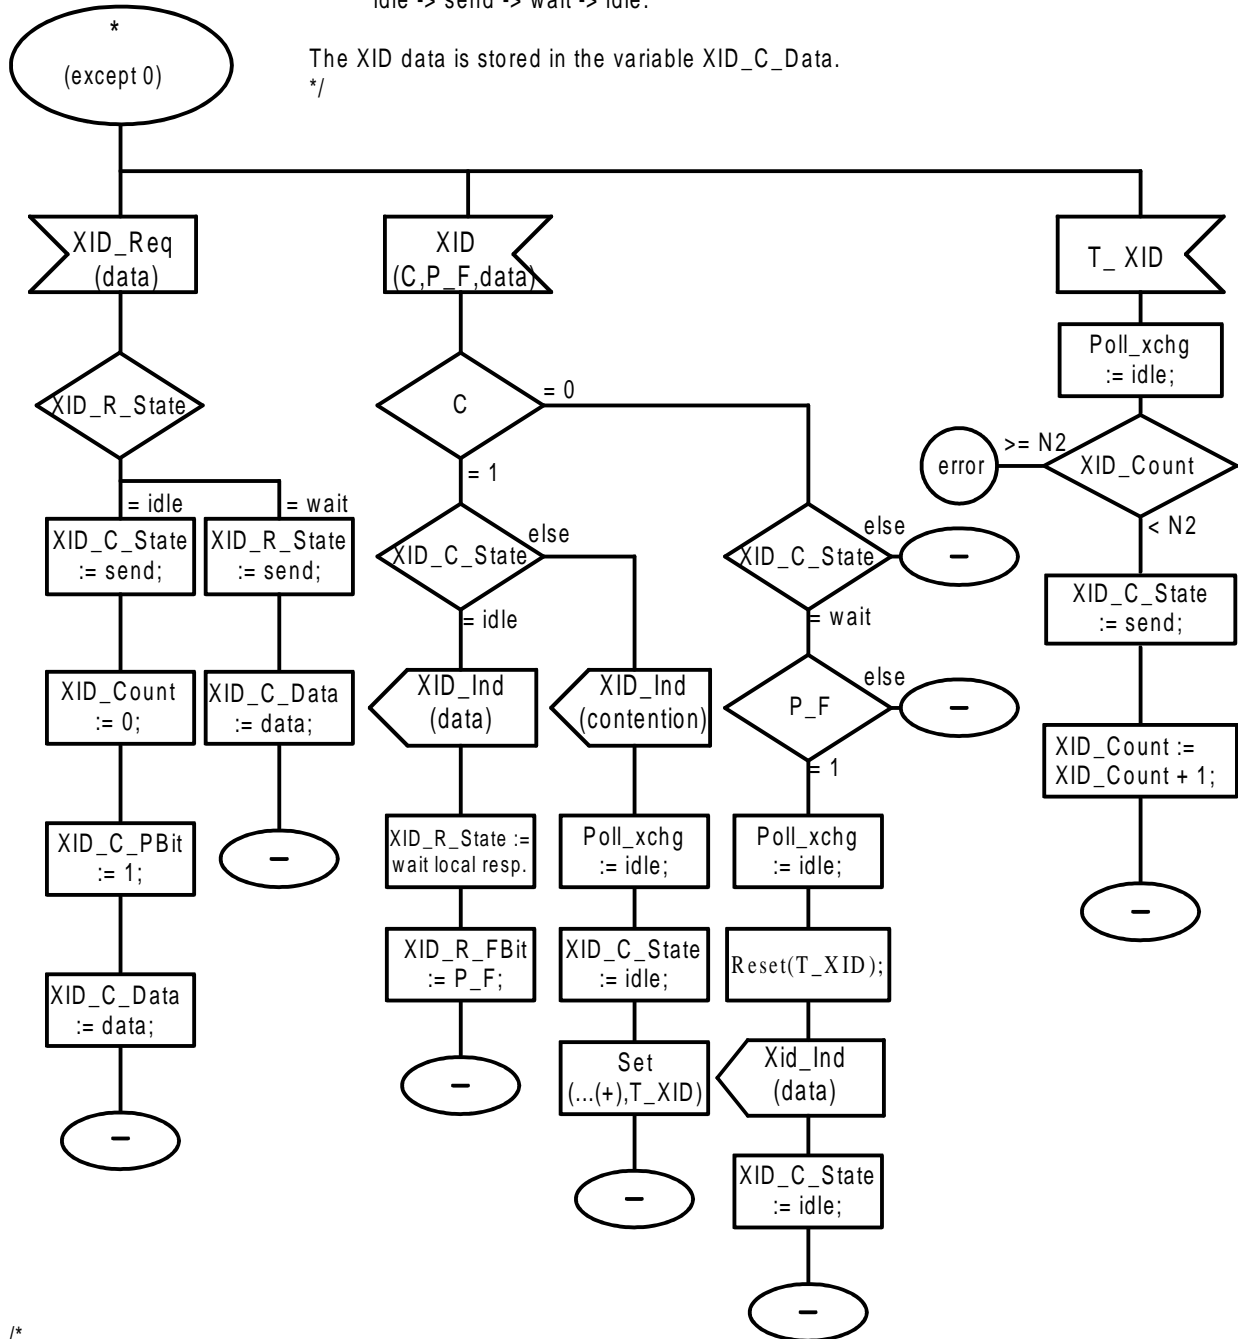 idle -> send -> wait -> idle.
The XID data is stored in the variable XID_C_Data.
*/
*
(except 0)
XID_Req
(data)
XID_R_State
= idle
XID_C_State
:= send;
XID_Count
:= 0;
XID_C_PBit
:= 1;
XID_C_Data
:= data;
–
= wait
XID_R_State
:= send;
XID_C_Data
:= data;
–
XID
(C,P_F,data)
C
= 1
XID_C_State
= idle
XID_Ind
(data)
XID_R_State :=
wait local resp.
XID_R_FBit
:= P_F;
–
else
XID_Ind
(contention)
Poll_xchg
:= idle;
XID_C_State
:= idle;
Set
(...(+),T_XID)
–
= 0
XID_C_State
else
–
= wait
P_F
else
–
= 1
Poll_xchg
:= idle;
Reset(T_XID);
Xid_Ind
(data)
XID_C_State
:= idle;
–
T_ XID
Poll_xchg
:= idle;
XID_Count
>= N2
error
< N2
XID_C_State
:= send;
XID_Count :=
XID_Count + 1;
–
/*